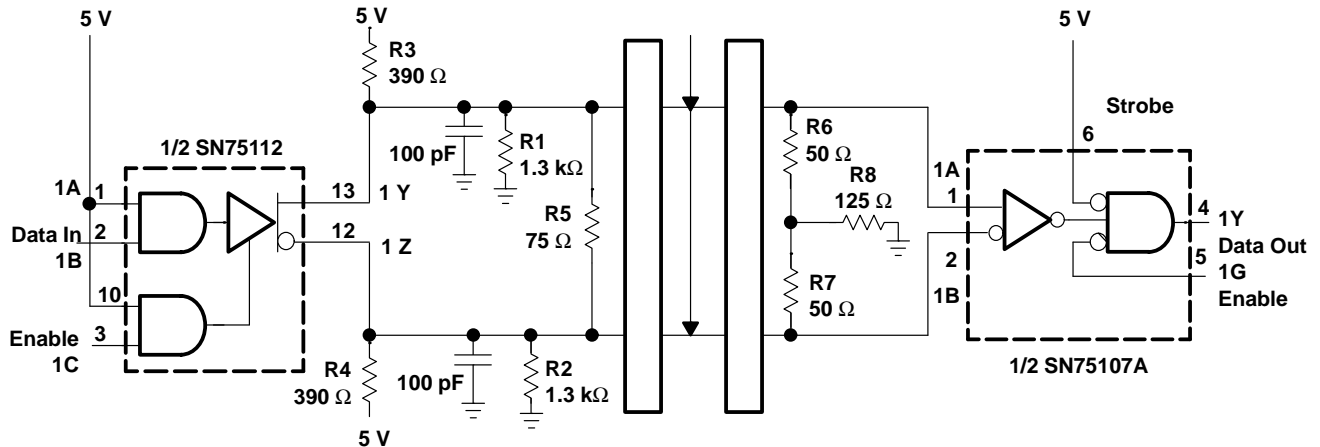 5 V
5 V
5 V
R3
390 Ω
Strobe
6
1/2 SN75112
100 pF
R1
1.3 kΩ
R6
50 Ω
R8
125 Ω
1A
1
1A
1
13
1 Y
R5
75 Ω
4
1Y
Data In
2
1B
12
1 Z
Data Out
5
1G
Enable
2
1B
10
R7
50 Ω
Enable
3
1C
R4
390 Ω
100 pF
R2
1.3 kΩ
1/2 SN75107A
5 V